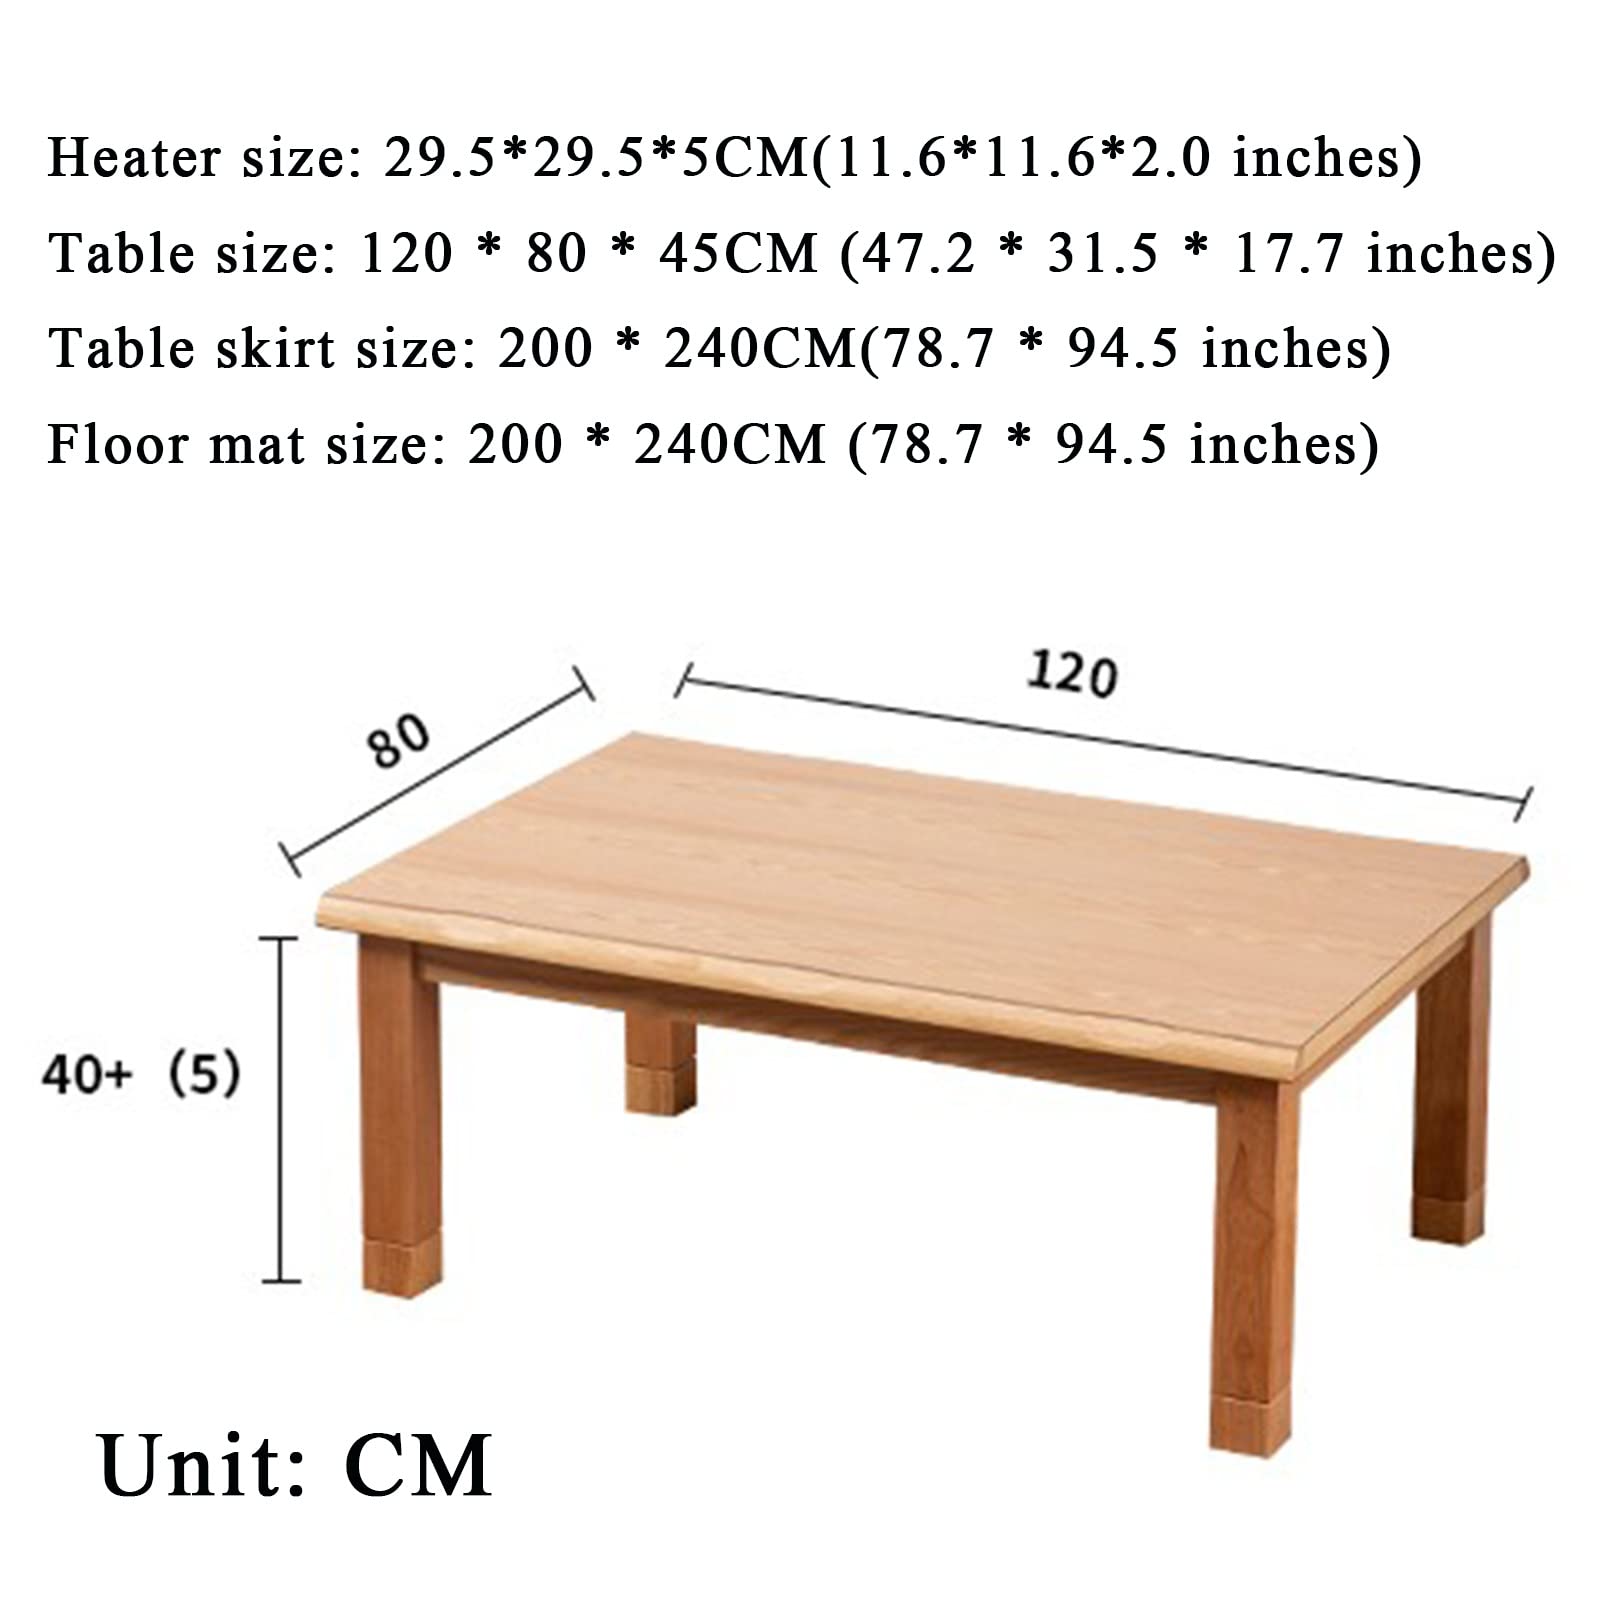 Heater size: 29.5*29.5*5CM(11.6*11.6*2.0 inches)
Table size: 120 * 80 * 45CM (47.2 * 31.5 * 17.7 inches)
Table skirt size: 200 * 240CM(78.7 * 94.5 inches)
Floor mat size: 200 * 240CM (78.7 * 94.5 inches)
120
80
40+（5）
Unit: CM